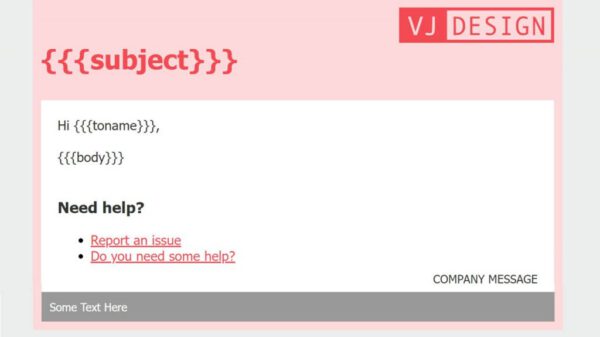 VJ DESIGN
{{{subject}}}
Hi {{{toname}}},
{{{body}}}
Need help?
Report an issue
Do you need some help?
COMPANY MESSAGE
Some Text Here